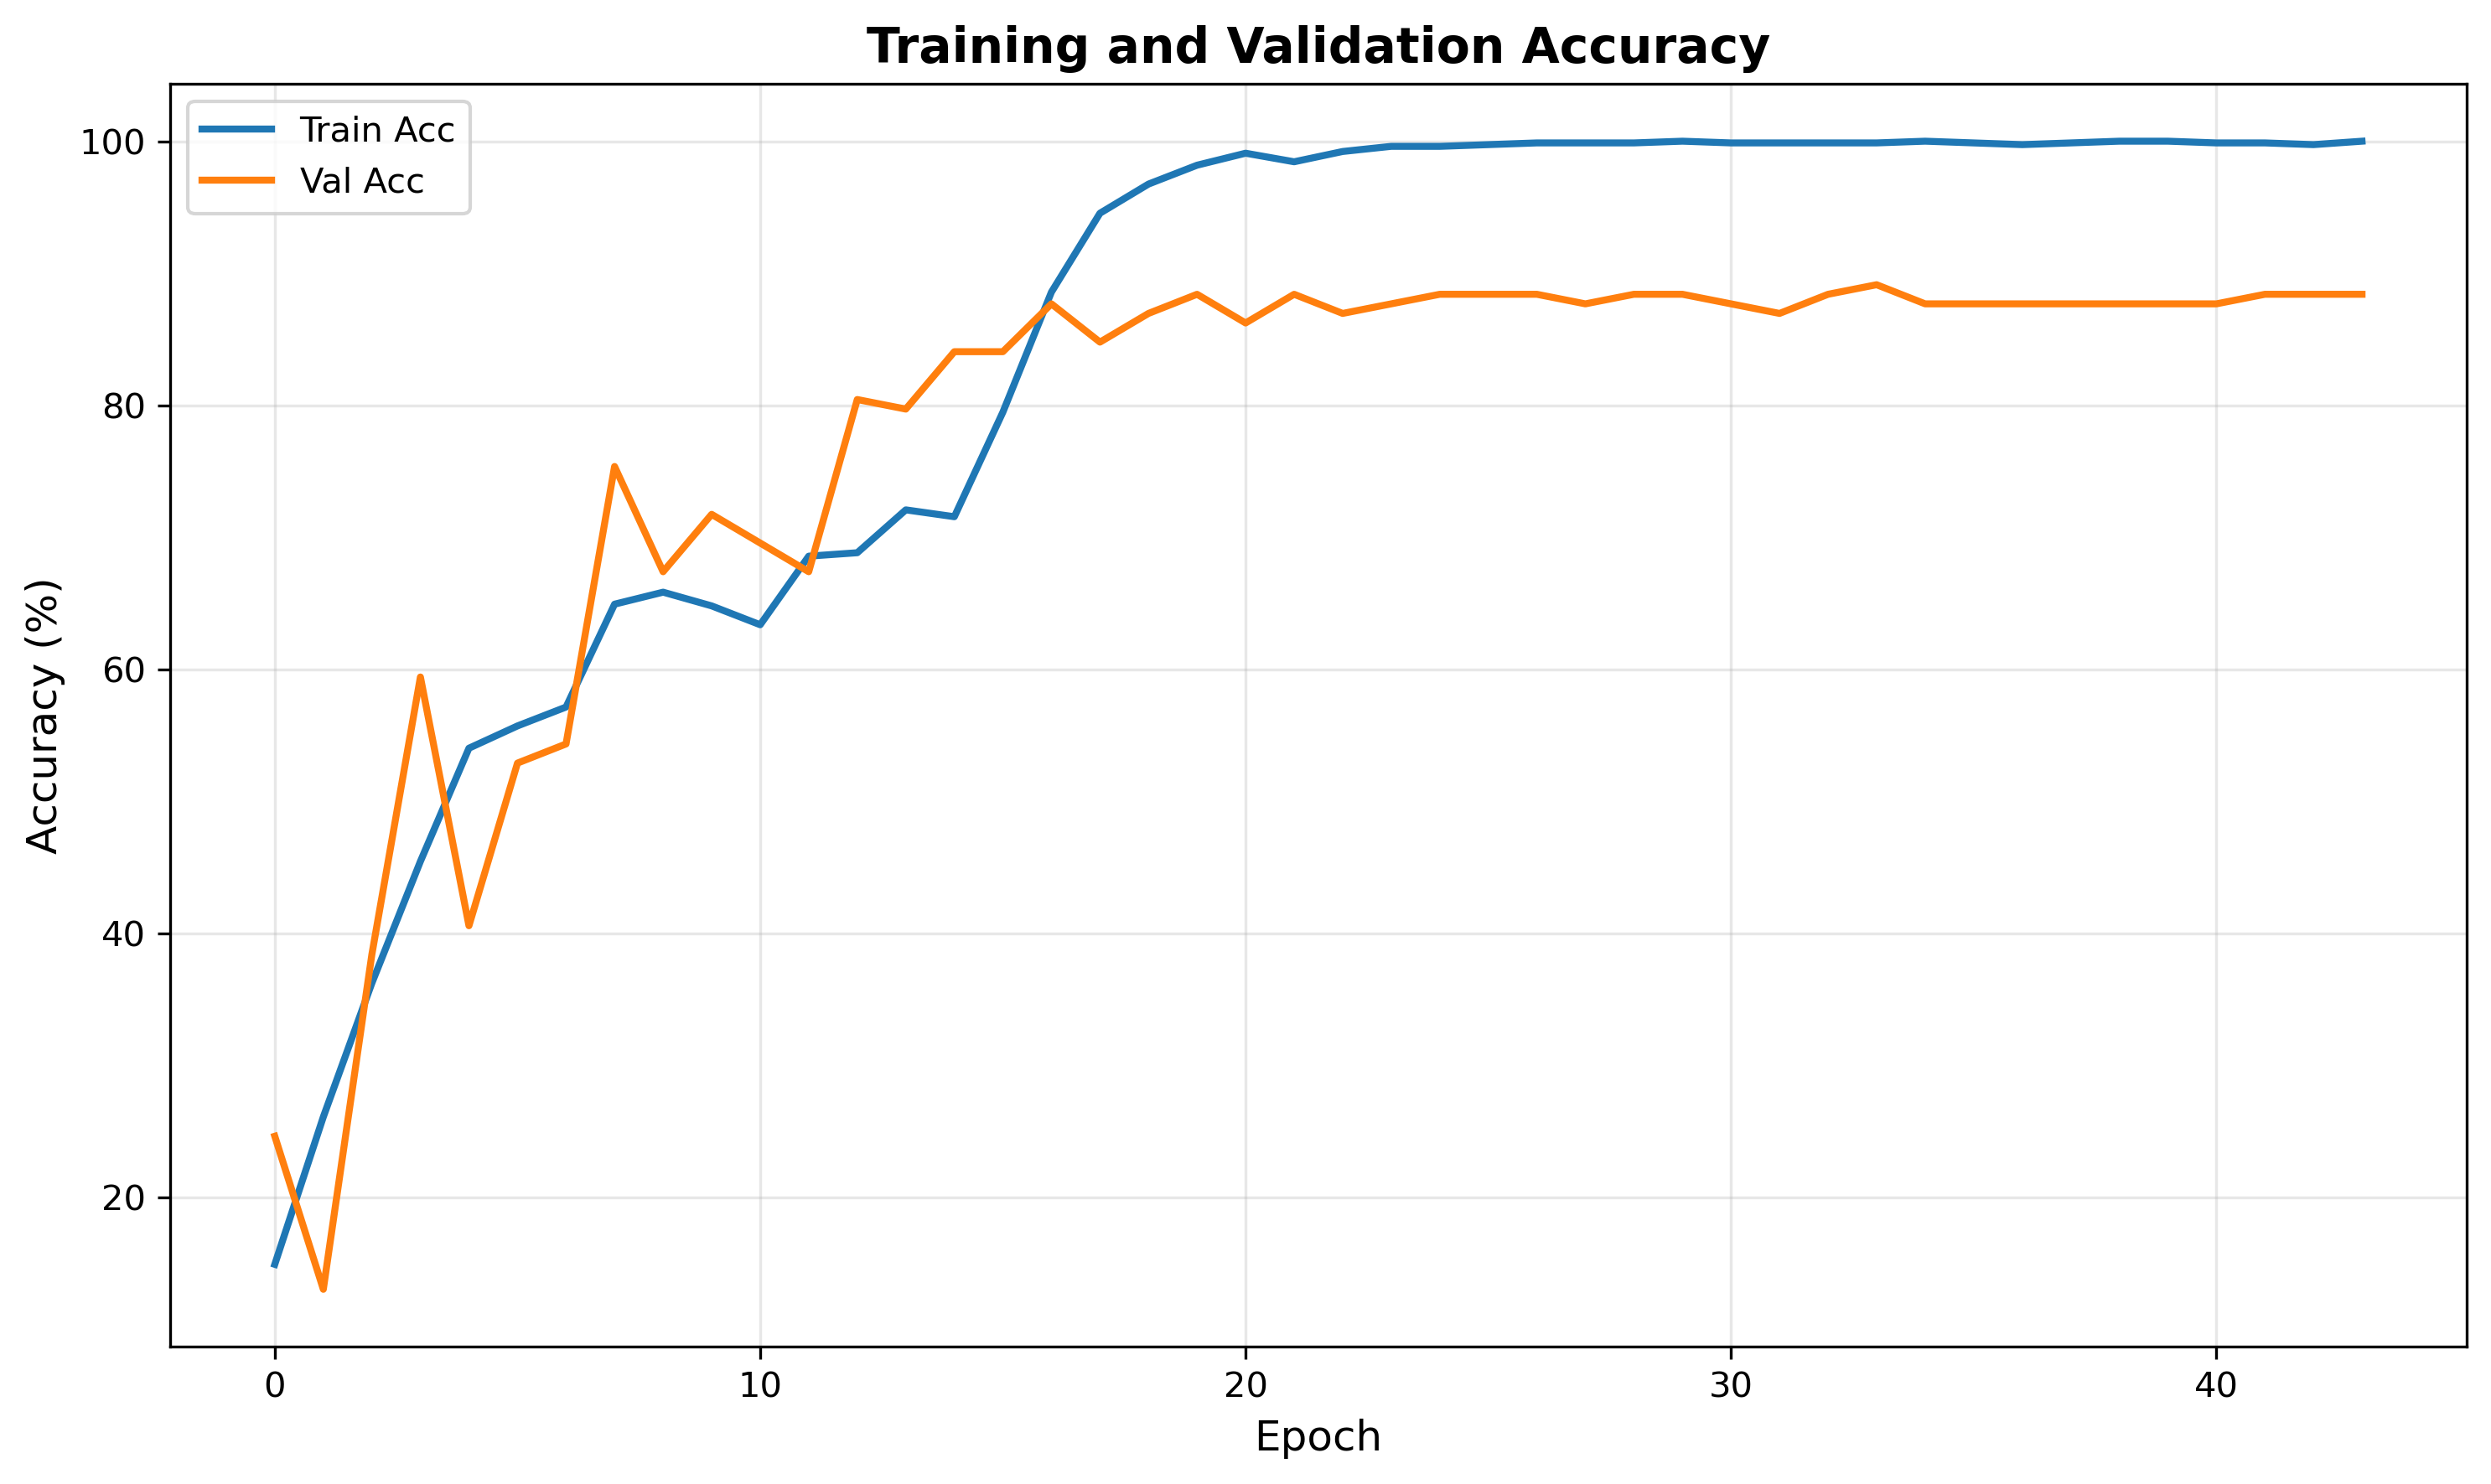 Training and Validation Accuracy
Train Acc
Val Acc
100
80
60
40
20
Accuracy (%)
0 10 20 30 40
Epoch